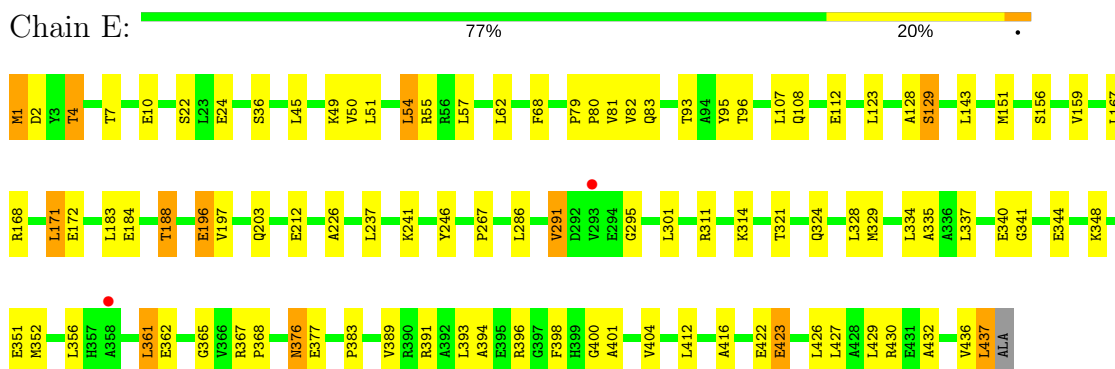 Chain E:
77% 20% •
M1 D2 Y3 T4 T7 E10 S22 L23 E24 S36 L45 K49 V50 L51 L54 R55 R56 L57 L62 F68 P79 P80 V81 V82 Q83 T93 A94 Y95 T96 L107 Q108 E112 L123 A128 S129 L143 M151 S156 V159 L167
R168 L171 E172 L183 E184 T188 E196 V197 Q203 E212 A226 L237 K241 Y246 P267 L286 V291 D292 V293 E294 G295 L301 R311 K314 T321 Q324 L328 M329 L334 A335 A336 L337 E340 G341 E344 K348
E351 M352 L356 H357 A358 L361 E362 G365 V366 R367 P368 N376 E377 P383 V389 R390 R391 A392 L393 A394 E395 R396 G397 F398 H399 G400 A401 V404 L412 A416 E422 E423 L426 L427 A428 L429 R430 E431 A432 V436 L437 ALA